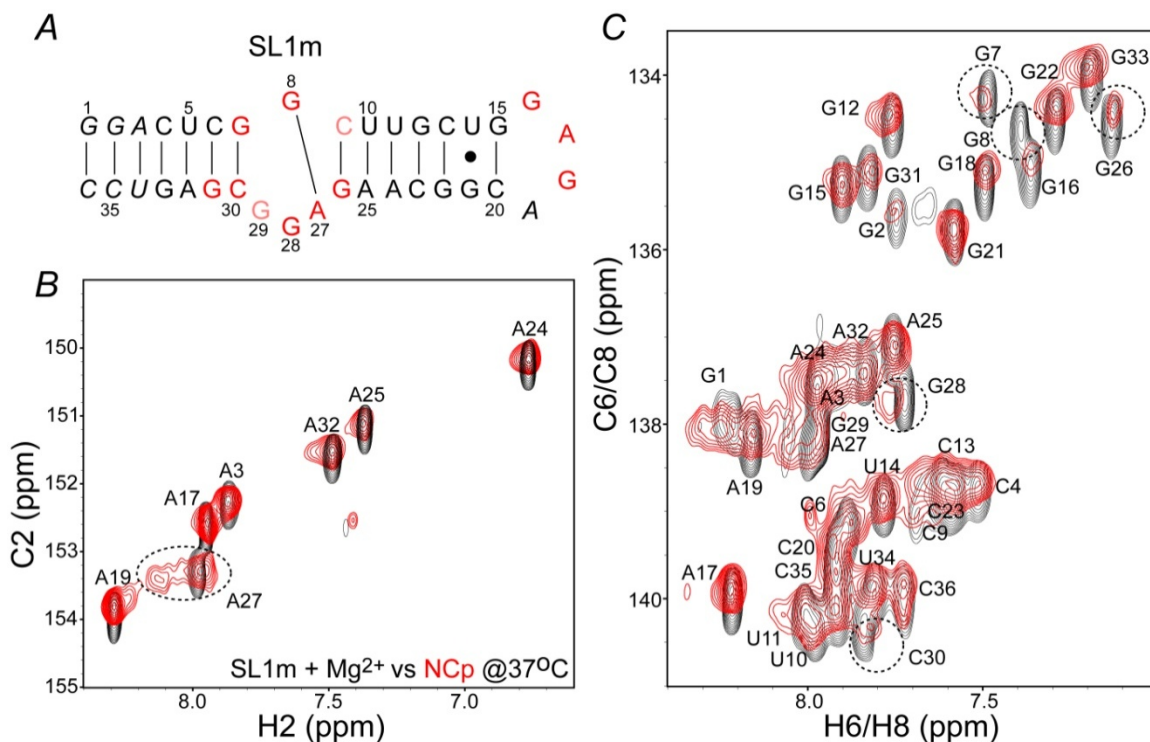 A
SL1m
8
G
1 5 10 15
G G A C U C G C U U G C U G G A G A
C C U G A G C G G A G A A C G G C
35 30 29 28 27 25 20
B
C2 (ppm)
150
151
152
153
154
155
A24
A25
A32
A3
A17
A27
A19
SL1m + Mg2+ vs NCp @37OC
8.0 7.5 7.0
H2 (ppm)
C
C6/C8 (ppm)
134
136
138
140
G7
G33
G22
G12
G8
G18
G26
G31
G16
G15
G2
G21
A25
A32
A24
G1
G28
A3
G29
A27
C13
U14
A19
C4
C6
C23
C9
C20
U34
C35
A17
C36
U11
C30
U10
8.0 7.5
H6/H8 (ppm)